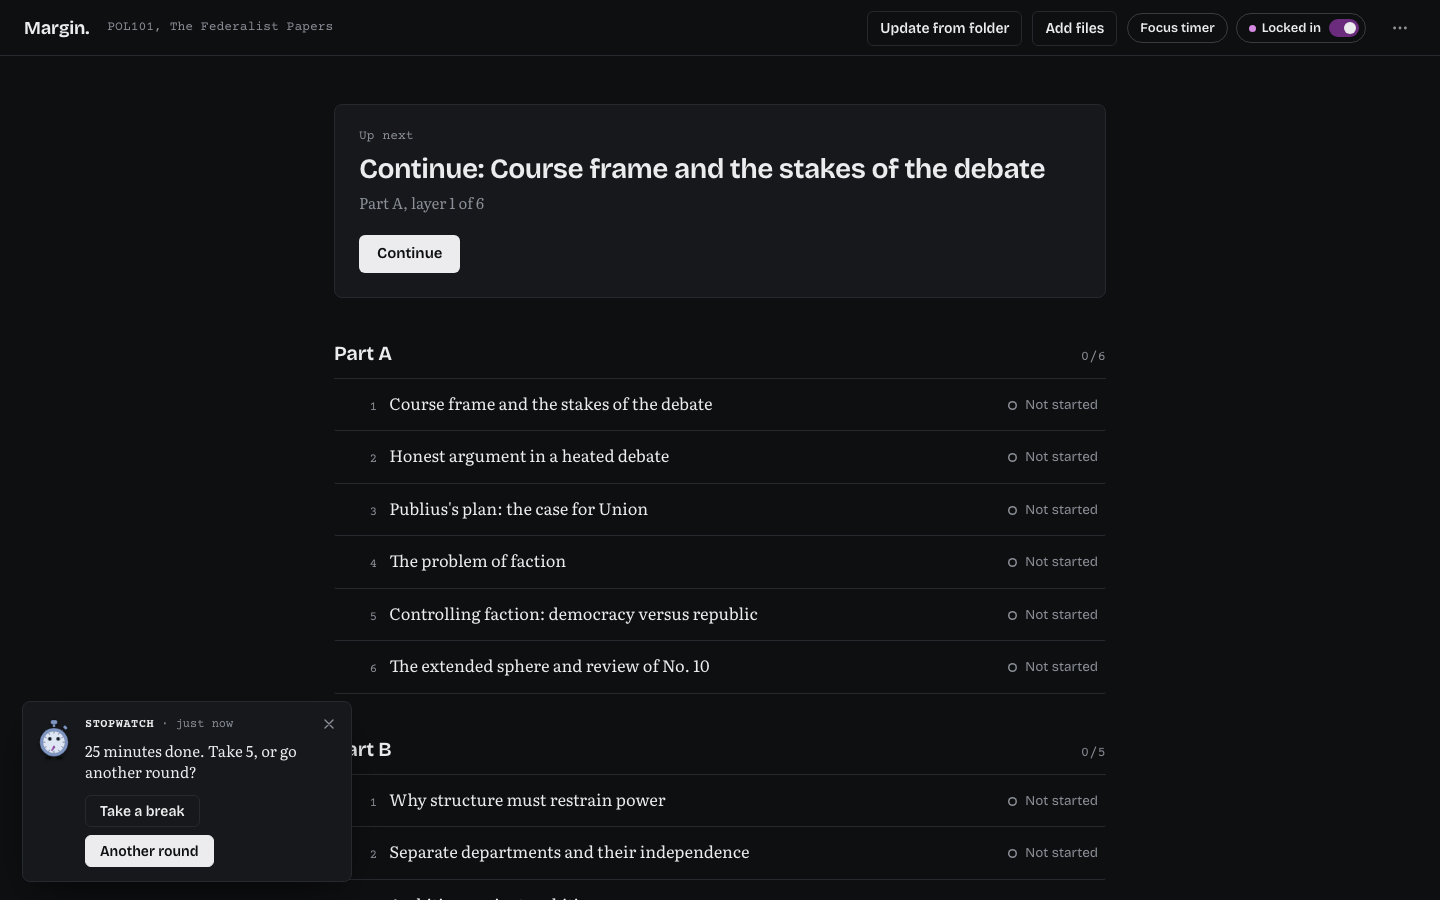 Margin.
POL101, The Federalist Papers
Update from folder
Add files
Focus timer
Locked in
Up next
Continue: Course frame and the stakes of the debate
Part A, layer 1 of 6
Continue
Part A
0/6
1 Course frame and the stakes of the debate Not started
2 Honest argument in a heated debate Not started
3 Publius's plan: the case for Union Not started
4 The problem of faction Not started
5 Controlling faction: democracy versus republic Not started
6 The extended sphere and review of No. 10 Not started
art B
0/5
1 Why structure must restrain power Not started
2 Separate departments and their independence Not started
STOPWATCH · just now
25 minutes done. Take 5, or go
another round?
Take a break
Another round